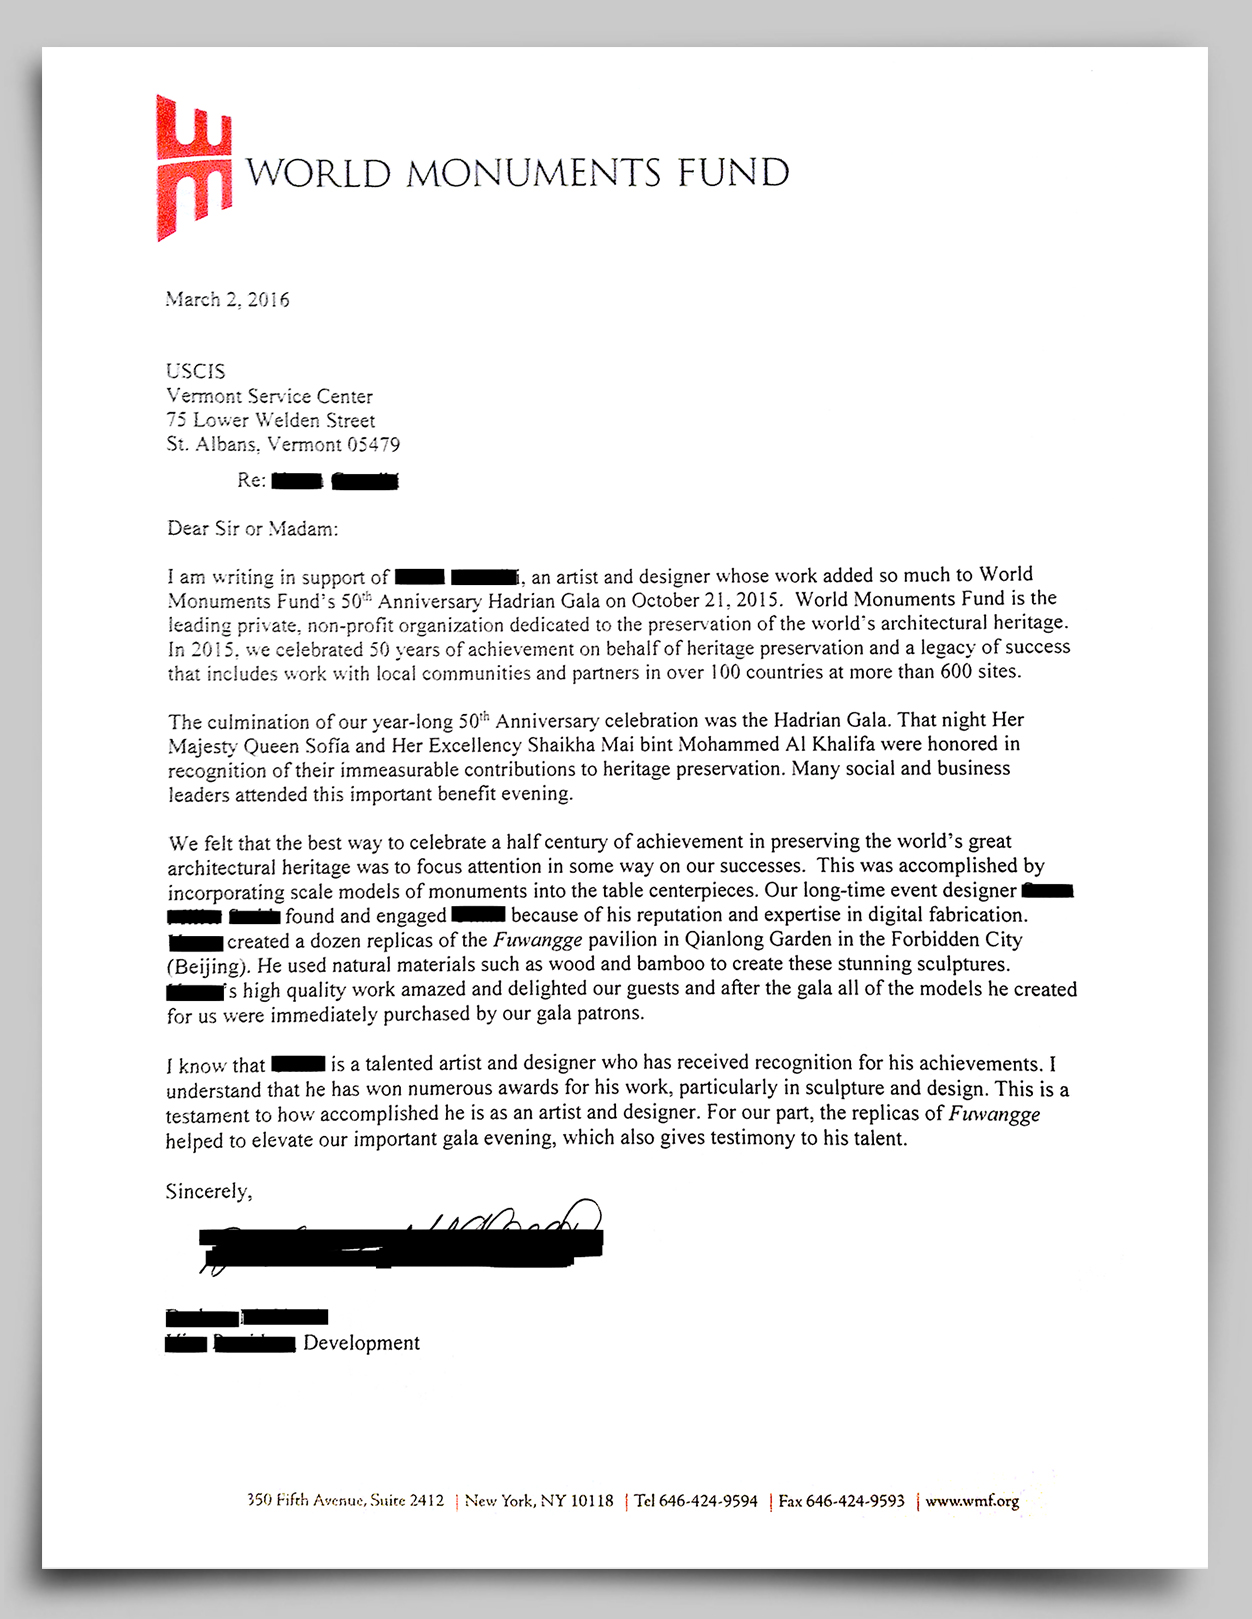 WORLD MONUMENTS FUND
March 2, 2016
USCIS
Vermont Service Center
75 Lower Welden Street
St. Albans, Vermont 05479
Re:
Dear Sir or Madam:
I am writing in support of , an artist and designer whose work added so much to World
Monuments Fund's 50th Anniversary Hadrian Gala on October 21, 2015. World Monuments Fund is the
leading private, non-profit organization dedicated to the preservation of the world's architectural heritage.
In 2015, we celebrated 50 years of achievement on behalf of heritage preservation and a legacy of success
that includes work with local communities and partners in over 100 countries at more than 600 sites.
The culmination of our year-long 50th Anniversary celebration was the Hadrian Gala. That night Her
Majesty Queen Sofía and Her Excellency Shaikha Mai bint Mohammed Al Khalifa were honored in
recognition of their immeasurable contributions to heritage preservation. Many social and business
leaders attended this important benefit evening.
We felt that the best way to celebrate a half century of achievement in preserving the world's great
architectural heritage was to focus attention in some way on our successes. This was accomplished by
incorporating scale models of monuments into the table centerpieces. Our long-time event designer
found and engaged because of his reputation and expertise in digital fabrication.
created a dozen replicas of the Fuwangge pavilion in Qianlong Garden in the Forbidden City
(Beijing). He used natural materials such as wood and bamboo to create these stunning sculptures.
's high quality work amazed and delighted our guests and after the gala all of the models he created
for us were immediately purchased by our gala patrons.
I know that is a talented artist and designer who has received recognition for his achievements. I
understand that he has won numerous awards for his work, particularly in sculpture and design. This is a
testament to how accomplished he is as an artist and designer. For our part, the replicas of Fuwangge
helped to elevate our important gala evening, which also gives testimony to his talent.
Sincerely,
Development
350 Fifth Avenue, Suite 2412 | New York, NY 10118 | Tel 646-424-9594 | Fax 646-424-9593 | www.wmf.org